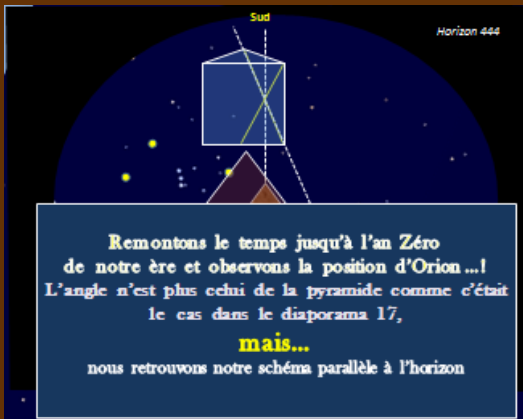 Sud
Horizon 444
Remontons le temps jusqu'à l'an Zéro
de notre ère et observons la position d'Orion ...!
L'angle n'est plus celui de la pyramide comme c'était
le cas dans le diaporama 17,
mais...
nous retrouvons notre schéma parallèle à l'horizon